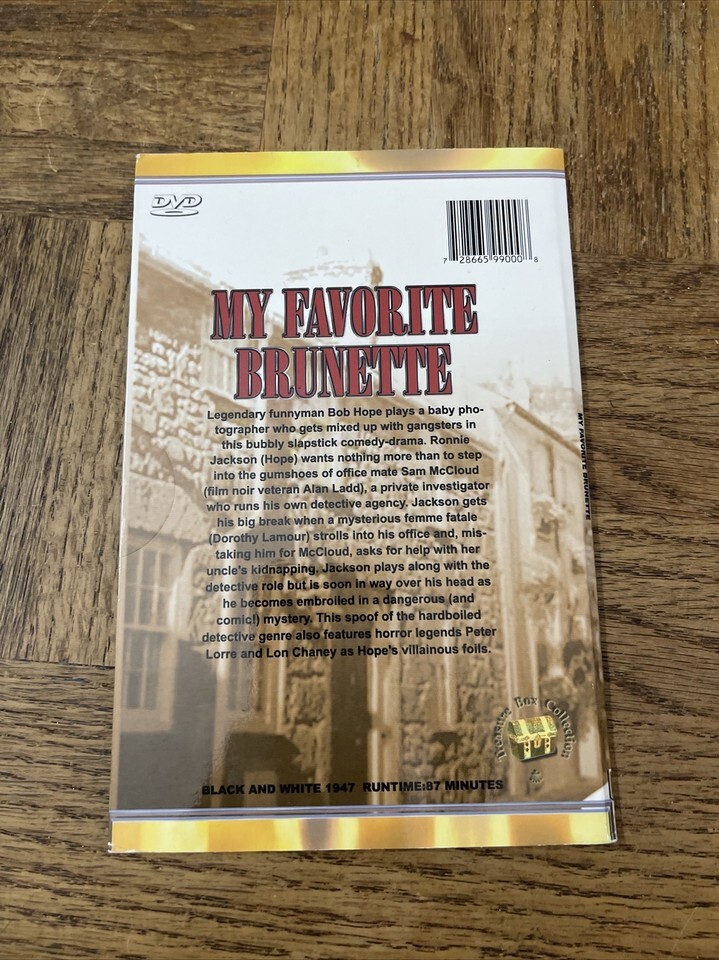 DVD
7 28665 99000 8
MY FAVORITE
BRUNETTE
Legendary funnyman Bob Hope plays a baby pho-
tographer who gets mixed up with gangsters in
this bubbly slapstick comedy-drama. Ronnie
Jackson (Hope) wants nothing more than to step
into the gumshoes of office mate Sam McCloud
(film noir veteran Alan Ladd), a private investigator
who runs his own detective agency. Jackson gets
his big break when a mysterious femme fatale
(Dorothy Lamour) strolls into his office and, mis-
taking him for McCloud, asks for help with her
uncle's kidnapping. Jackson plays along with the
detective role but is soon in way over his head as
he becomes embroiled in a dangerous (and
comic!) mystery. This spoof of the hardboiled
detective genre also features horror legends Peter
Lorre and Lon Chaney as Hope's villainous foils.
MY FAVORITE BRUNETTE
Treasure Box Collection
BLACK AND WHITE 1947 RUNTIME:87 MINUTES